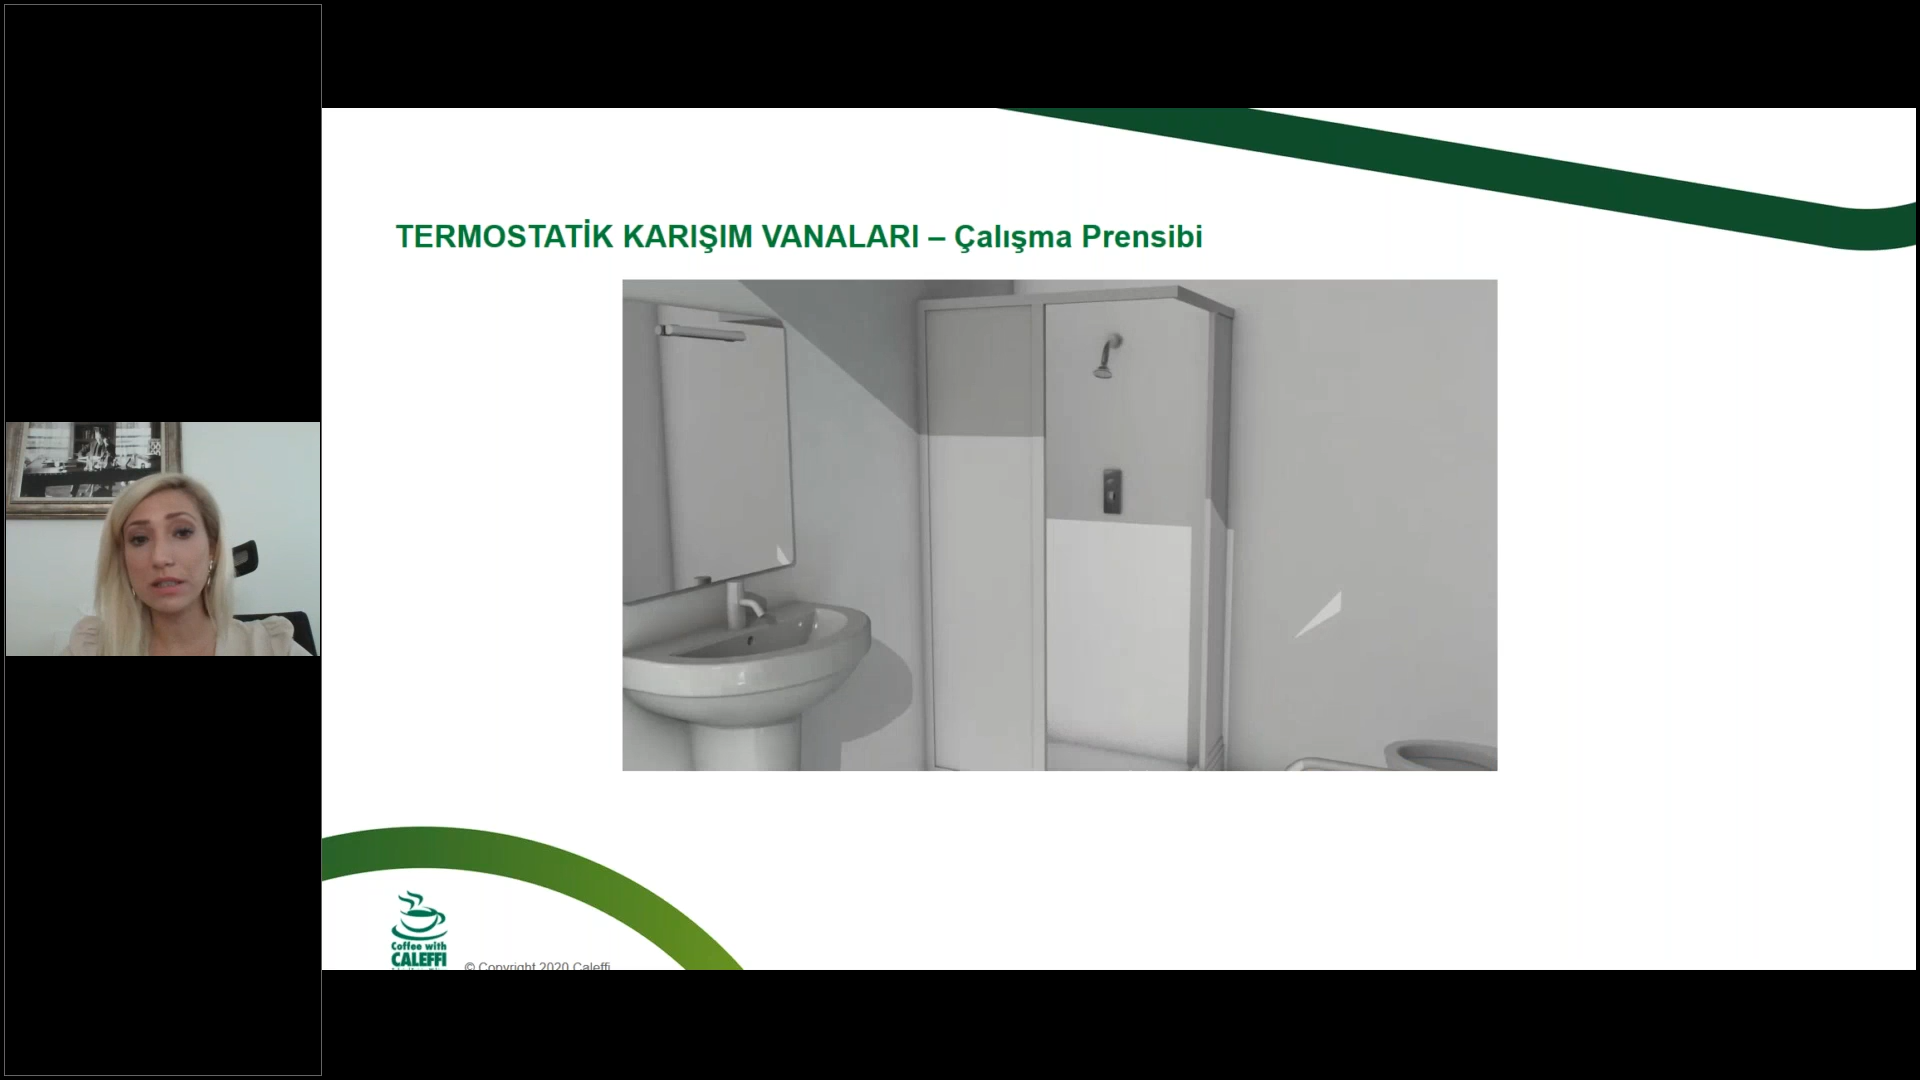 TERMOSTATİK KARIŞIM VANALARI – Çalışma Prensibi
Coffee with
CALEFFI
© Copyright 2020 Caleffi